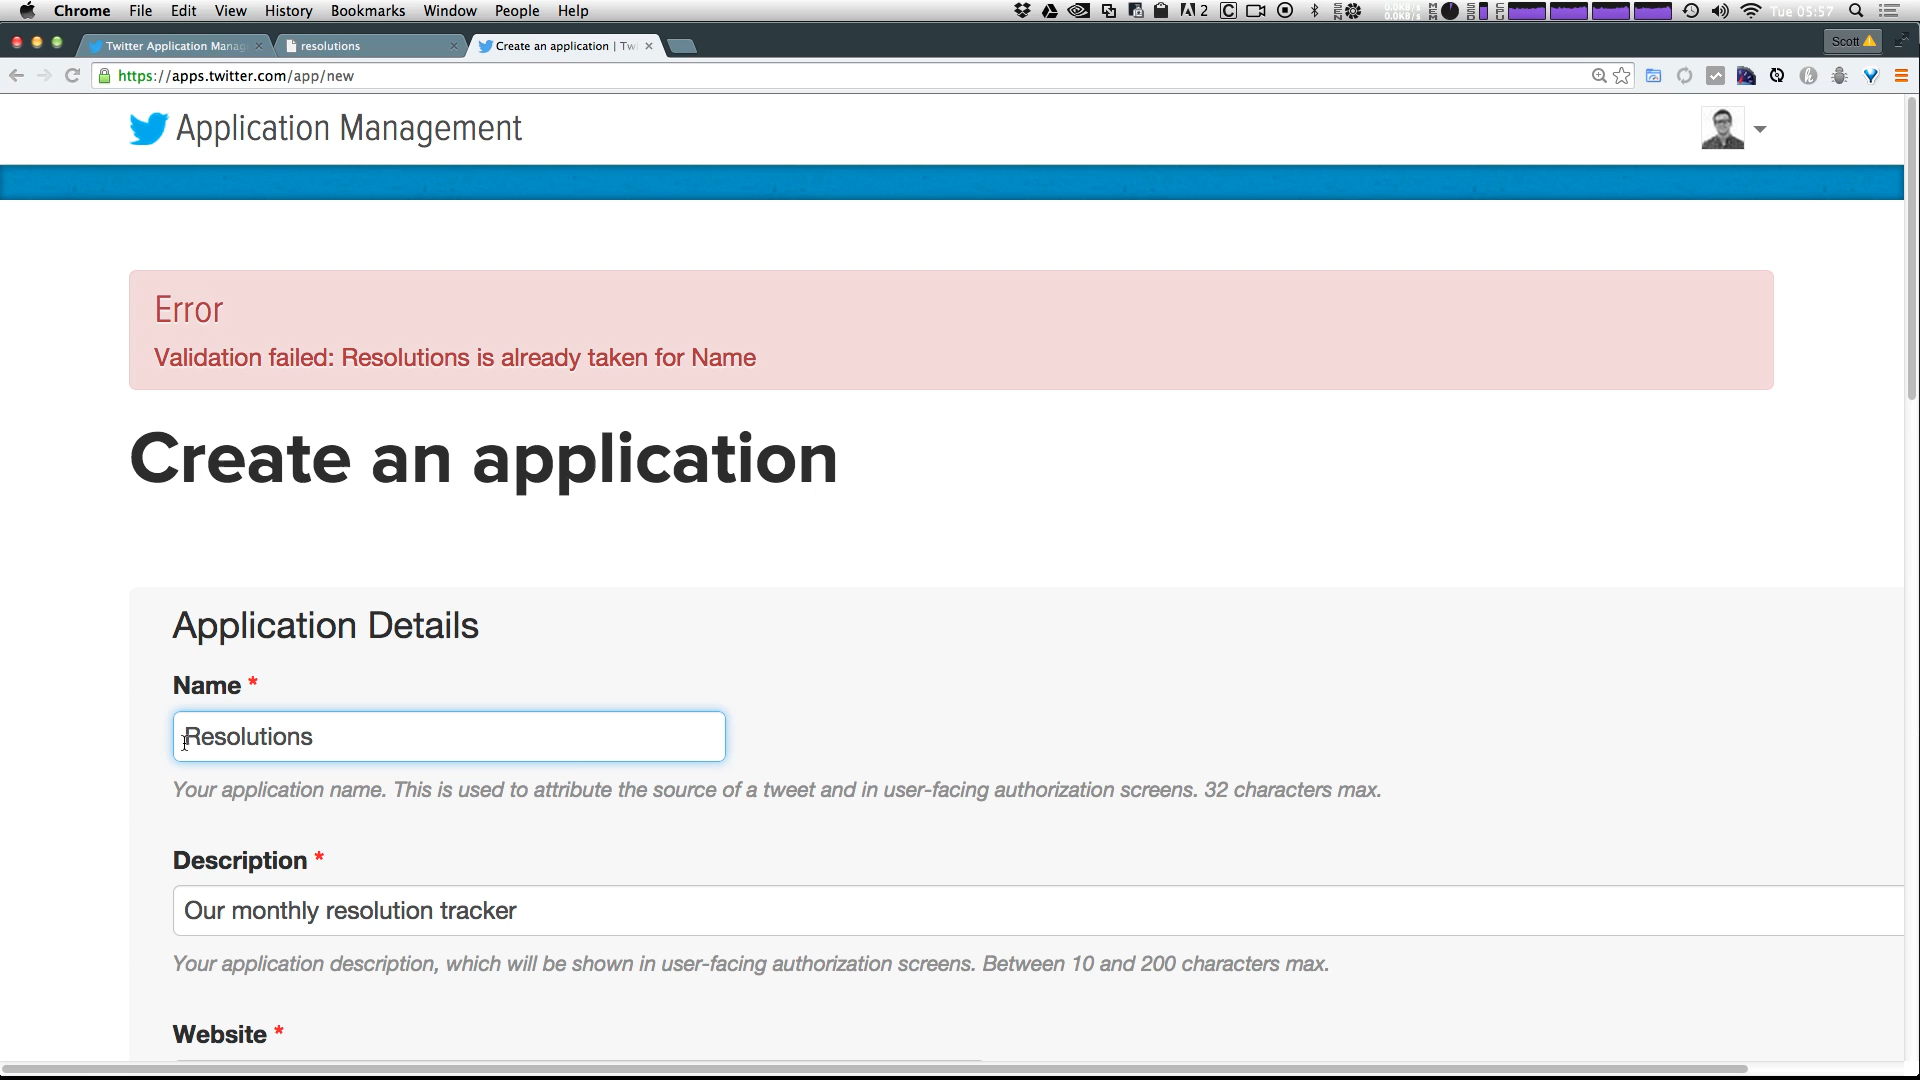 Chrome File Edit View History Bookmarks Window People Help 2 Tue 05:57
Twitter Application Manag resolutions Create an application | Tw Scott
https://apps.twitter.com/app/new
Application Management
Error
Validation failed: Resolutions is already taken for Name
Create an application
Application Details
Name *
Resolutions
Your application name. This is used to attribute the source of a tweet and in user-facing authorization screens. 32 characters max.
Description *
Our monthly resolution tracker
Your application description, which will be shown in user-facing authorization screens. Between 10 and 200 characters max.
Website *